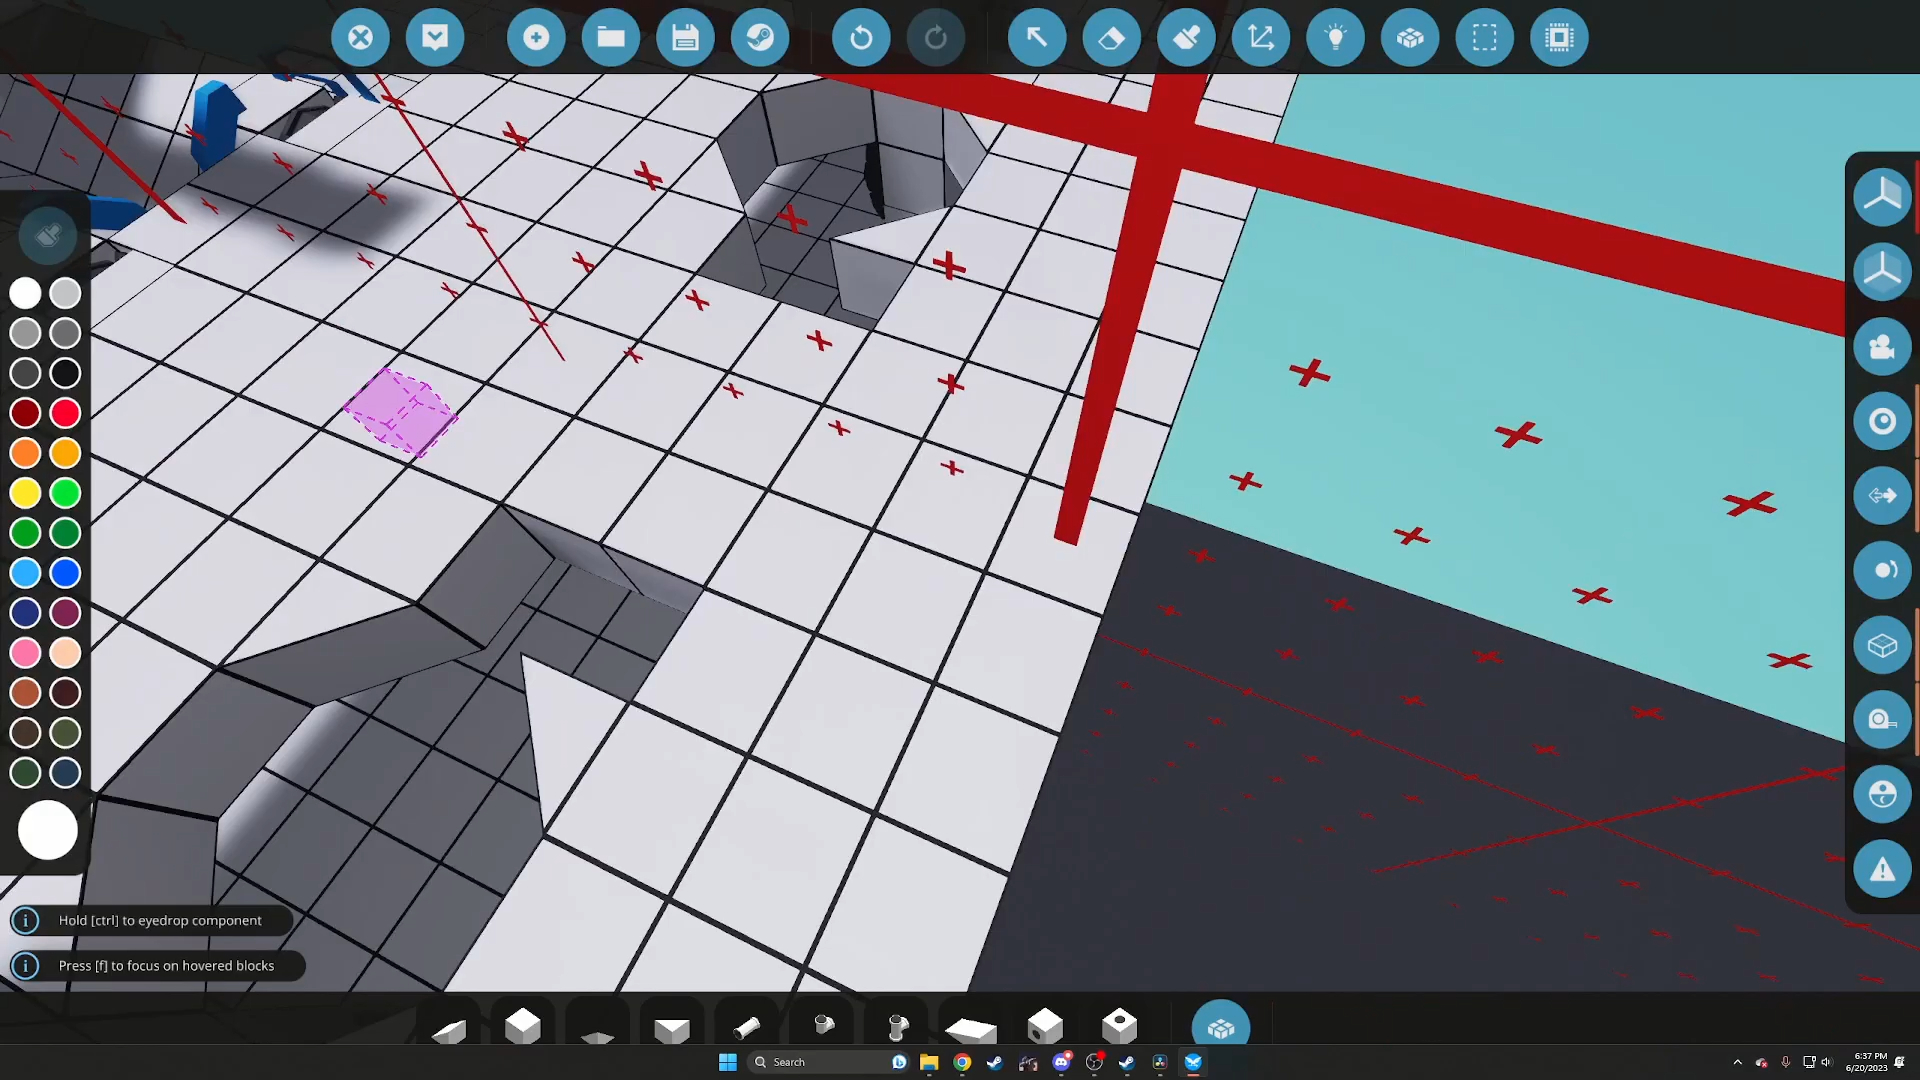 Hold [ctrl] to eyedrop component
Press [f] to focus on hovered blocks
Search
6:37 PM
6/20/2023